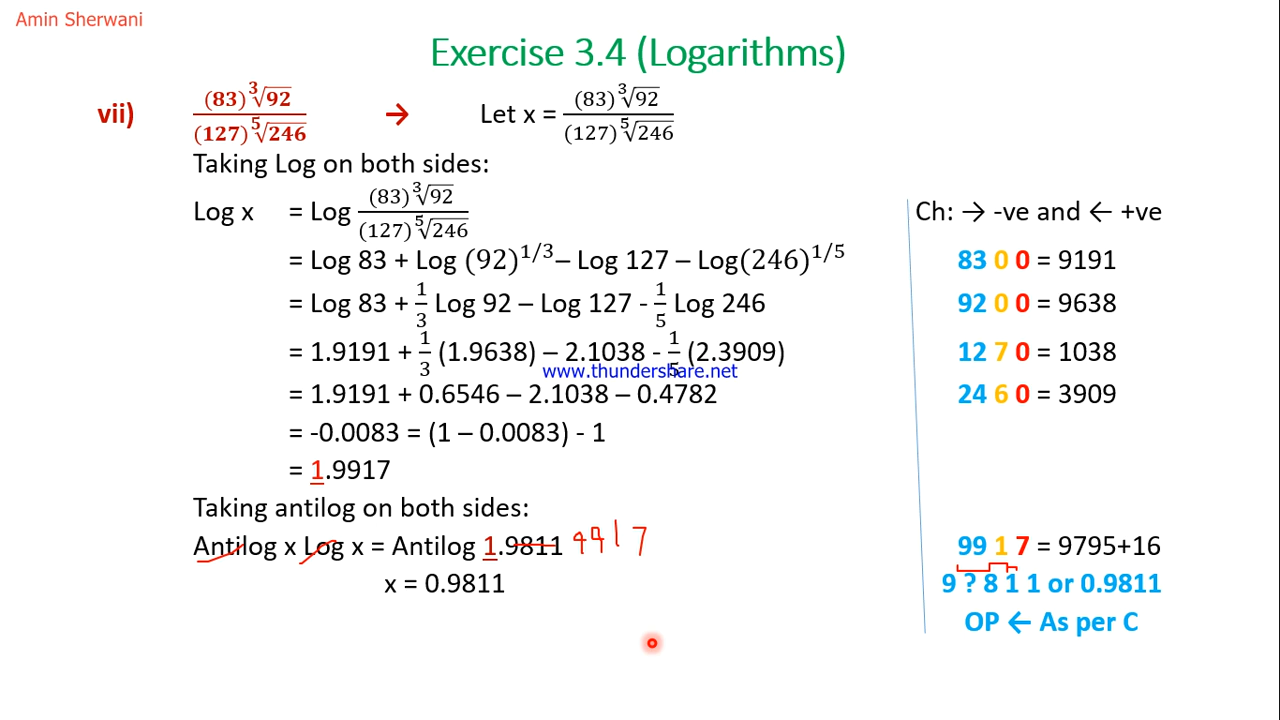 Amin Sherwani
Exercise 3.4 (Logarithms)
vii) (83) ∛92 / (127) ⁵√246 → Let x = (83) ∛92 / (127) ⁵√246
Taking Log on both sides:
Log x = Log (83) ∛92 / (127) ⁵√246
Ch: → -ve and ← +ve
= Log 83 + Log (92)^1/3 – Log 127 – Log(246)^1/5
83 0 0 = 9191
= Log 83 + 1/3 Log 92 – Log 127 - 1/5 Log 246
92 0 0 = 9638
= 1.9191 + 1/3 (1.9638) – 2.1038 - 1/5 (2.3909)
12 7 0 = 1038
www.thundershare.net
= 1.9191 + 0.6546 – 2.1038 – 0.4782
24 6 0 = 3909
= -0.0083 = (1 – 0.0083) - 1
= 1.9917
Taking antilog on both sides:
Antilog x Log x = Antilog 1.9811 9917
99 1 7 = 9795+16
x = 0.9811
9 ? 8 1 1 or 0.9811
OP ← As per C